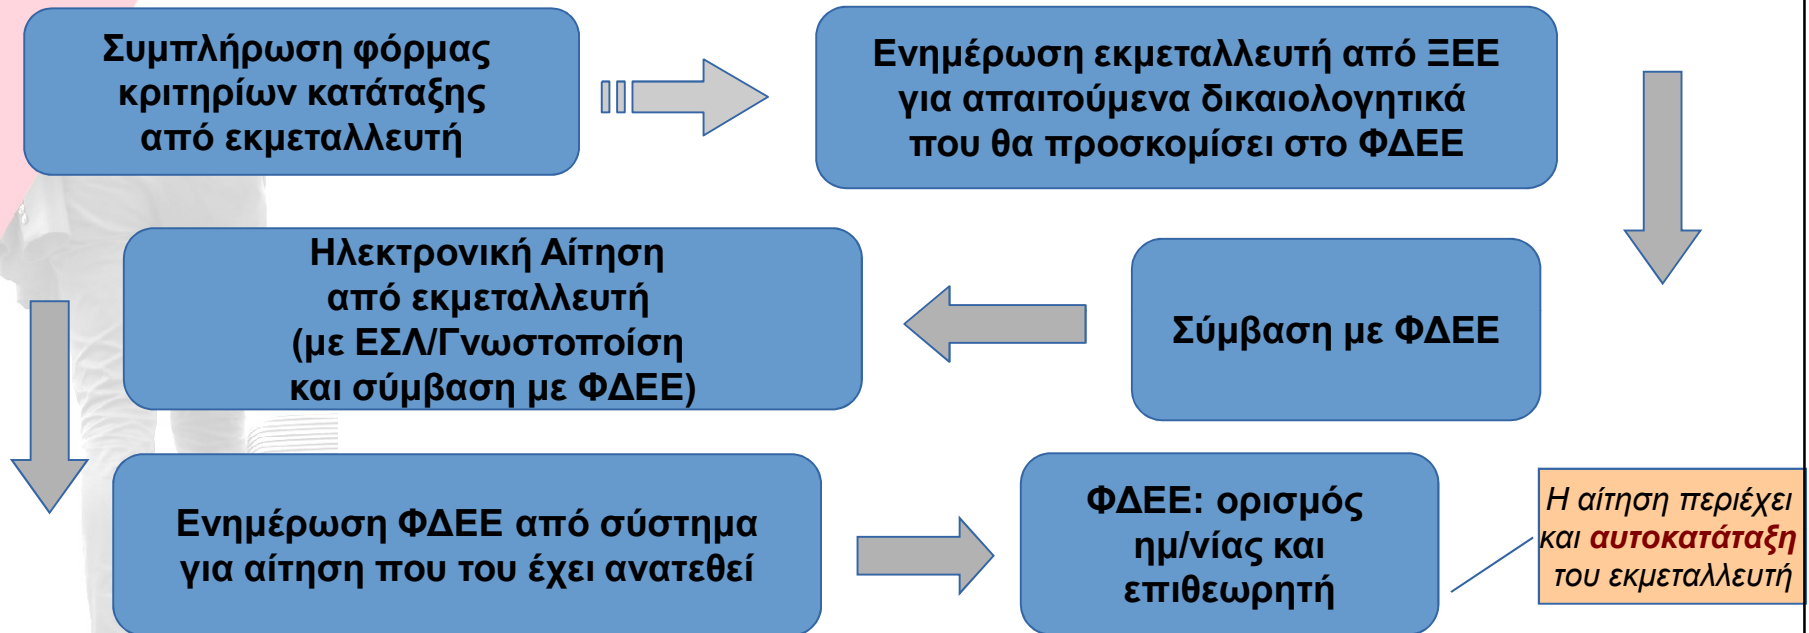 Συμπλήρωση φόρμας
κριτηρίων κατάταξης
από εκμεταλλευτή
Ενημέρωση εκμεταλλευτή από ΞΕΕ
για απαιτούμενα δικαιολογητικά
που θα προσκομίσει στο ΦΔΕΕ
Σύμβαση με ΦΔΕΕ
Ηλεκτρονική Αίτηση
από εκμεταλλευτή
(με ΕΣΛ/Γνωστοποίση
και σύμβαση με ΦΔΕΕ)
Ενημέρωση ΦΔΕΕ από σύστημα
για αίτηση που του έχει ανατεθεί
ΦΔΕΕ: ορισμός
ημ/νίας και
επιθεωρητή
Η αίτηση περιέχει
και αυτοκατάταξη
του εκμεταλλευτή